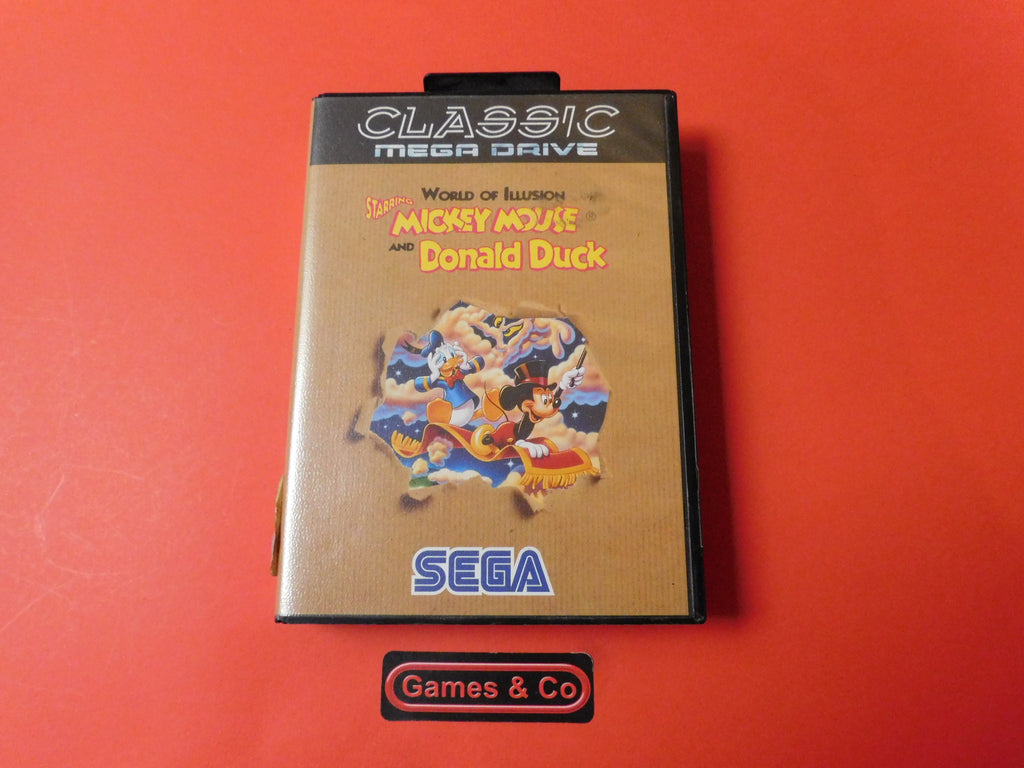 CLASSIC
MEGA DRIVE
WORLD OF ILLUSION
STARRING
MICKEY MOUSE ®
AND Donald Duck
SEGA
Games & Co